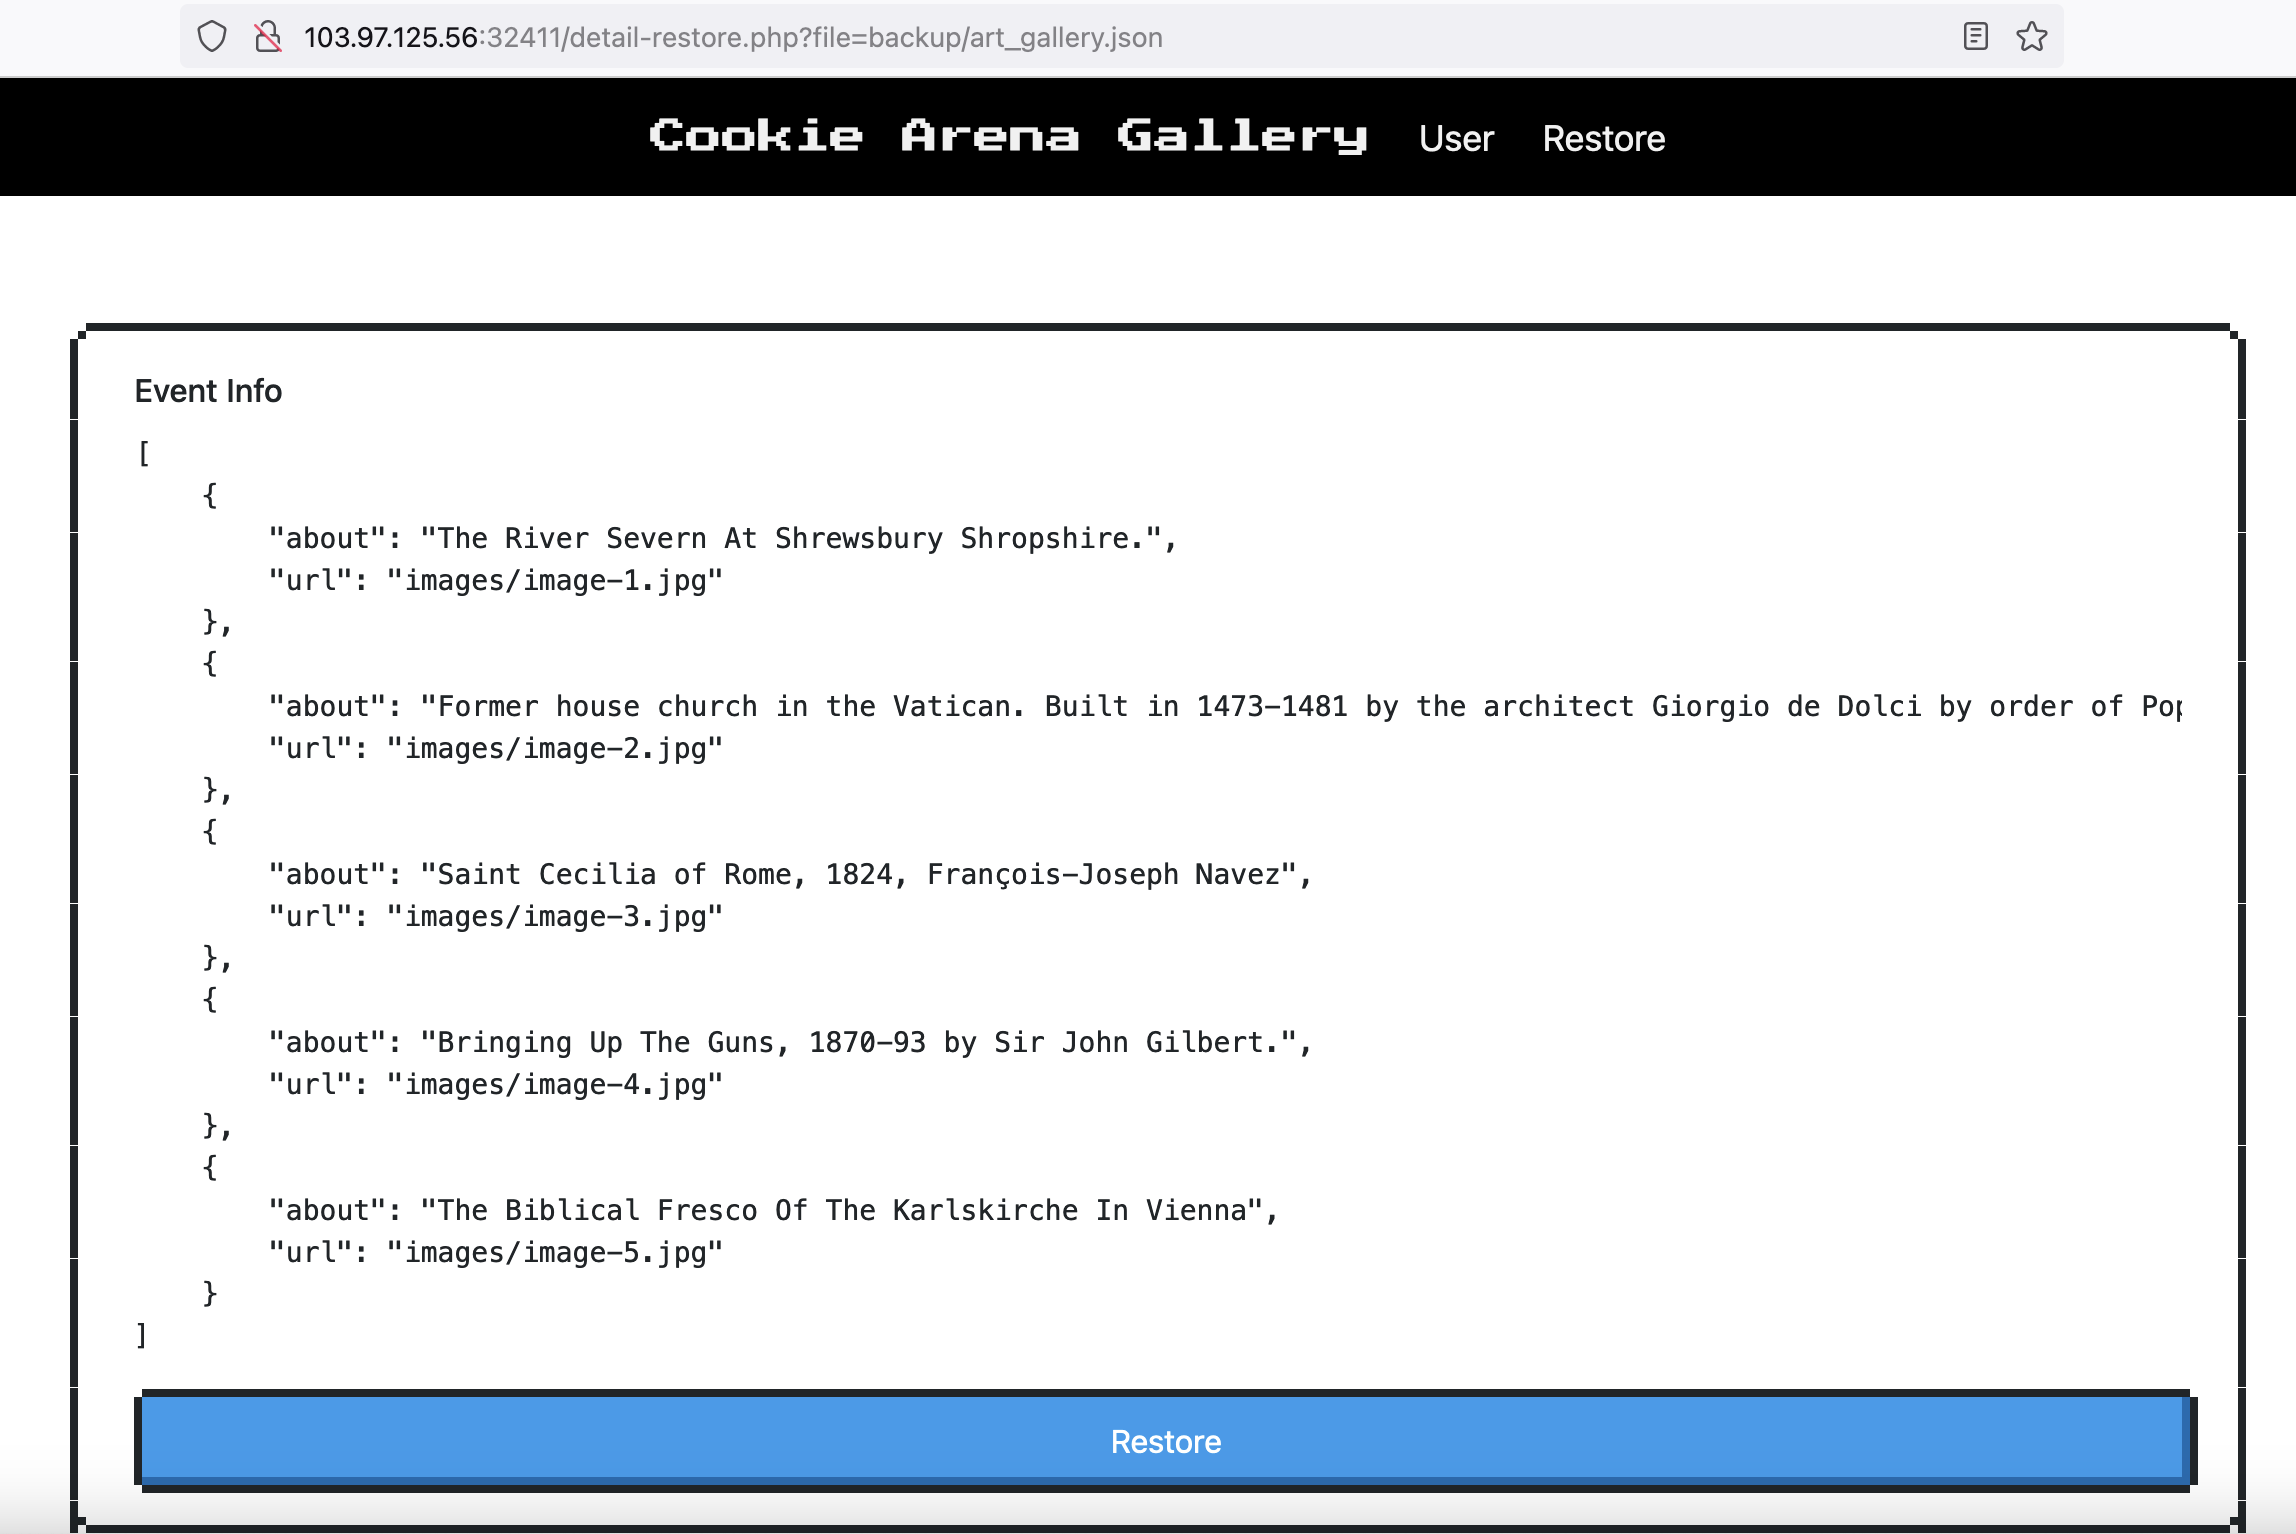 103.97.125.56:32411/detail-restore.php?file=backup/art_gallery.json
Cookie Arena Gallery User Restore
Event Info
[
{
"about": "The River Severn At Shrewsbury Shropshire.",
"url": "images/image-1.jpg"
},
{
"about": "Former house church in the Vatican. Built in 1473-1481 by the architect Giorgio de Dolci by order of
"url": "images/image-2.jpg"
},
{
"about": "Saint Cecilia of Rome, 1824, François-Joseph Navez",
"url": "images/image-3.jpg"
},
{
"about": "Bringing Up The Guns, 1870-93 by Sir John Gilbert.",
"url": "images/image-4.jpg"
},
{
"about": "The Biblical Fresco Of The Karlskirche In Vienna",
"url": "images/image-5.jpg"
}
]
Restore